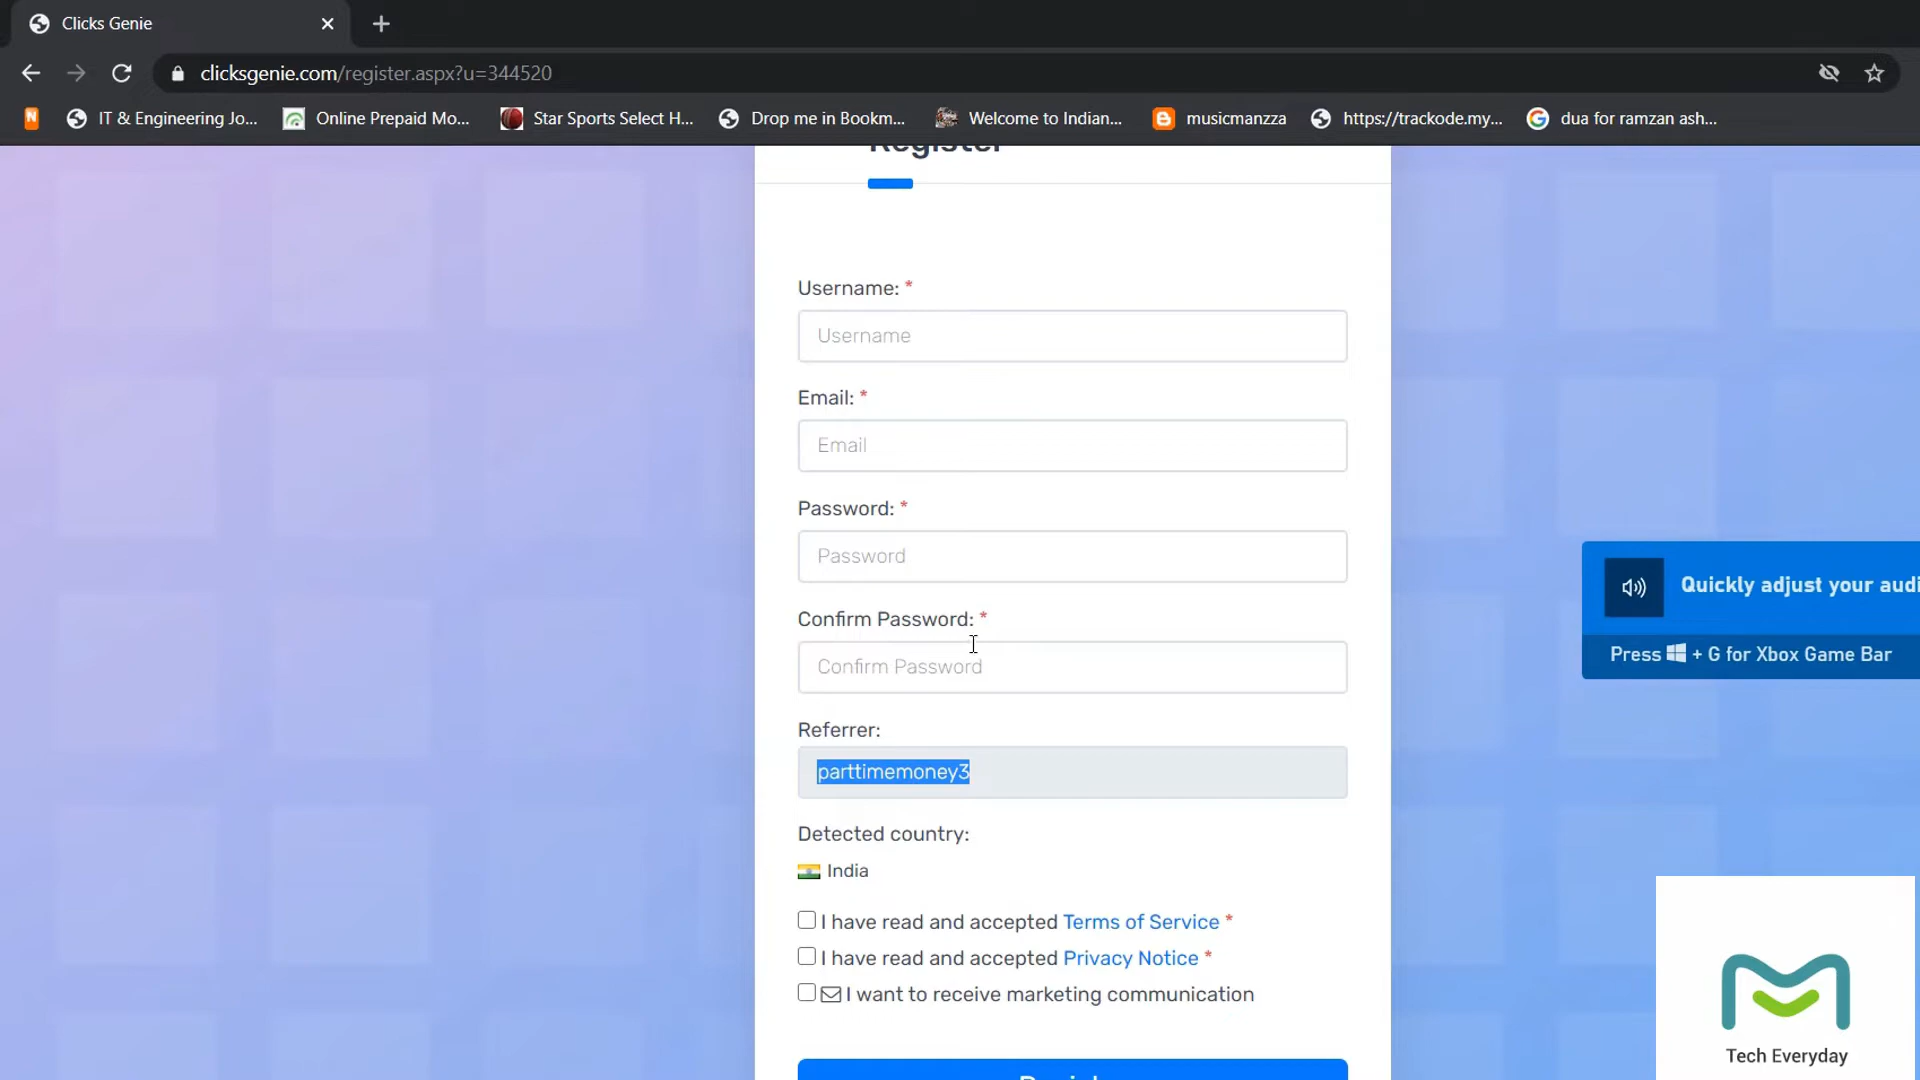 Clicks Genie
clicksgenie.com/register.aspx?u=344520
IT & Engineering Jo... Online Prepaid Mo... Star Sports Select H... Drop me in Bookm... Welcome to Indian... musicmanzza https://trackode.my... dua for ramzan ash...
Register
Username: *
Username
Email: *
Email
Password: *
Password
Confirm Password: *
Confirm Password
Referrer:
parttimemoney3
Detected country:
India
I have read and accepted Terms of Service *
I have read and accepted Privacy Notice *
I want to receive marketing communication
Quickly adjust your audi
Press + G for Xbox Game Bar
Tech Everyday